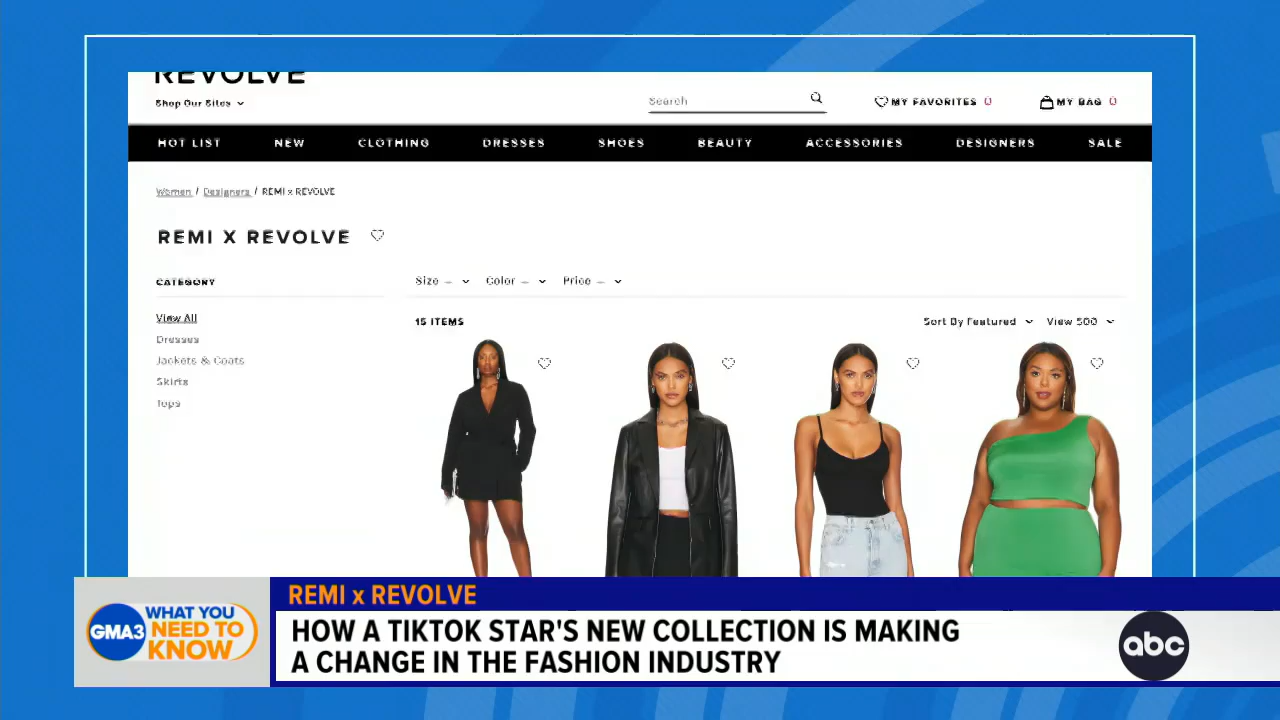 REVOLVE
Shop Our Sites
Search
MY FAVORITES 0
MY BAG 0
HOT LIST NEW CLOTHING DRESSES SHOES BEAUTY ACCESSORIES DESIGNERS SALE
Women / Designers / REMI x REVOLVE
REMI X REVOLVE
CATEGORY
Size – Color – Price –
View All
Dresses
Jackets & Coats
Skirts
Tops
15 ITEMS
Sort By Featured View 500
REMI x REVOLVE
GMA3
WHAT YOU
NEED TO
KNOW
HOW A TIKTOK STAR'S NEW COLLECTION IS MAKING
A CHANGE IN THE FASHION INDUSTRY
abc